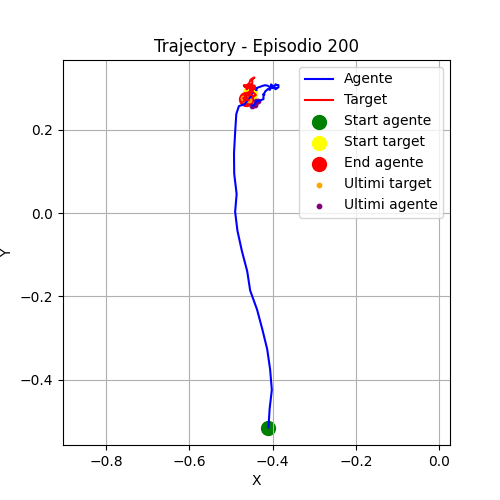 Trajectory - Episodio 200
Agente
Target
Start agente
Start target
End agente
Ultimi target
Ultimi agente
Y
0.2
0.0
−0.2
−0.4
−0.8
−0.6
−0.4
−0.2
0.0
X